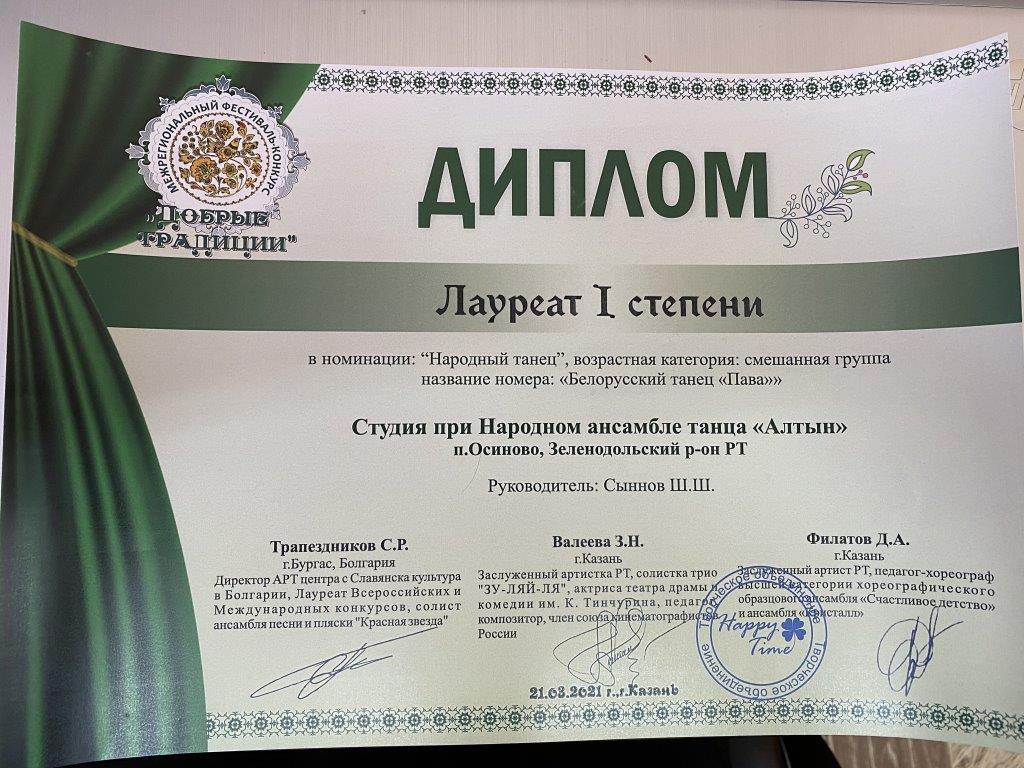 МЕЖРЕГИОНАЛЬНЫЙ ФЕСТИВАЛЬ-КОНКУРС
"ДОБРЫЕ
ТРАДИЦИИ"
ДИПЛОМ
Лауреат I степени
в номинации: “Народный танец”, возрастная категория: смешанная группа
название номера: «Белорусский танец «Пава»»
Студия при Народном ансамбле танца «Алтын»
п.Осиново, Зеленодольский р-он РТ
Руководитель: Сыннов Ш.Ш.
Трапездников С.Р.
г.Бургас, Болгария
Директор АРТ центра с Славянска культура
в Болгарии, Лауреат Всероссийских и
Международных конкурсов, солист
ансамбля песни и пляски "Красная звезда"
Валеева З.Н.
г.Казань
Заслуженный артистка РТ, солистка трио
"ЗУ-ЛЯЙ-ЛЯ", актриса театра драмы и
комедии им. К. Тинчурина, педагог
композитор, член союза кинематографистов
России
Филатов Д.А.
г.Казань
Заслуженный артист РТ, педагог-хореограф
высшей категории хореографического
образцового ансамбля «Счастливое детство»
и ансамбля «Кристалл»
Творческое объединение
Happy
Time
Творческое объединение
21.03.2021 г.,г.Казань